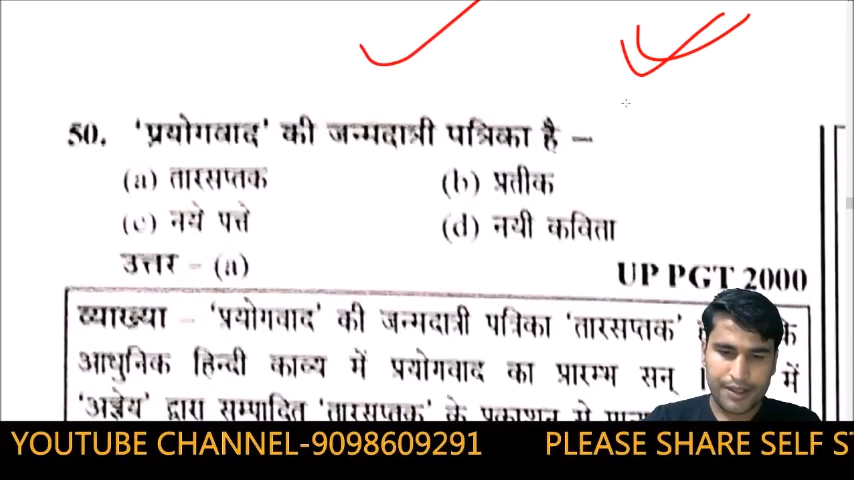 50. 'प्रयोगवाद' की जन्मदात्री पत्रिका है –
(a) तारसप्तक (b) प्रतीक
(c) नये पत्ते (d) नयी कविता
उत्तर – (a) UP PGT 2000
व्याख्या – 'प्रयोगवाद' की जन्मदात्री पत्रिका 'तारसप्तक' के
आधुनिक हिन्दी काव्य में प्रयोगवाद का प्रारम्भ सन् में
'अज्ञेय' द्वारा सम्पादित 'तारसप्तक' के प्रकाशन से
YOUTUBE CHANNEL-9098609291 PLEASE SHARE SELF